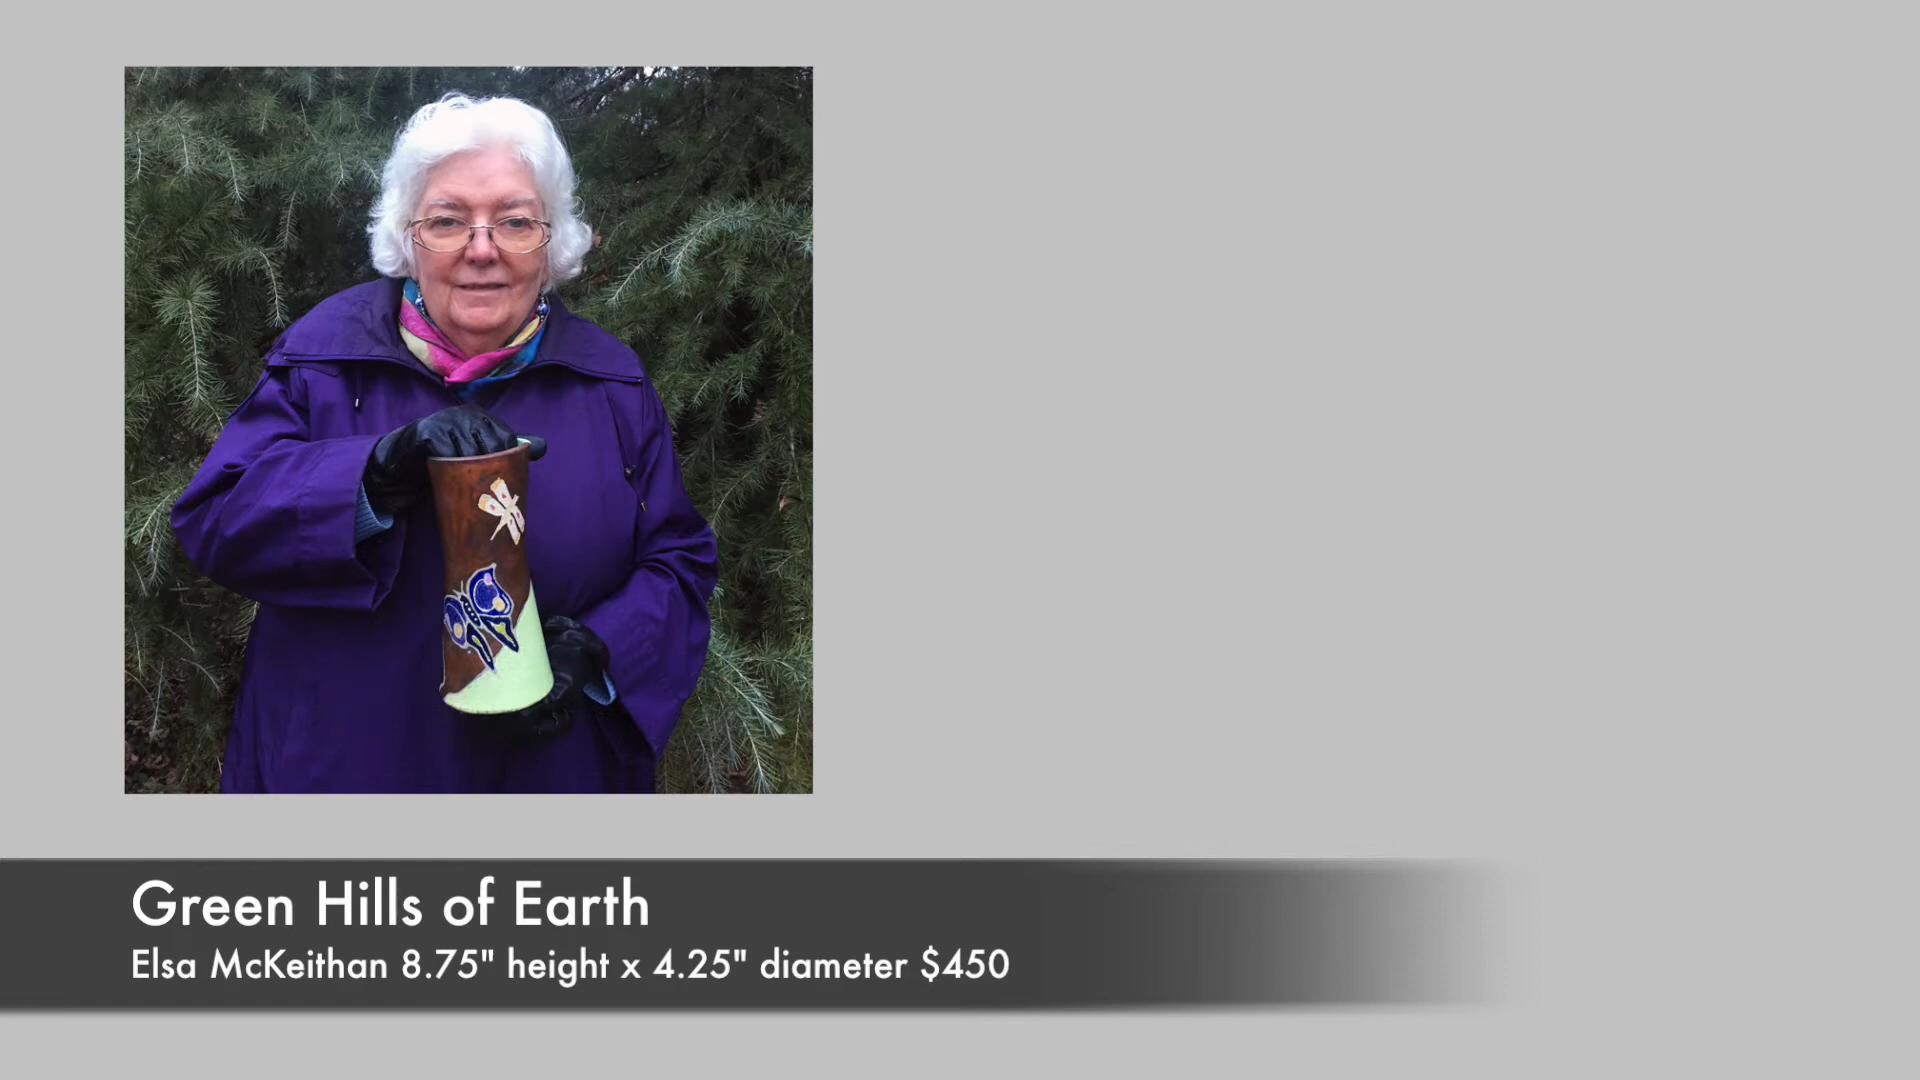 Green Hills of Earth
Elsa McKeithan 8.75" height x 4.25" diameter $450